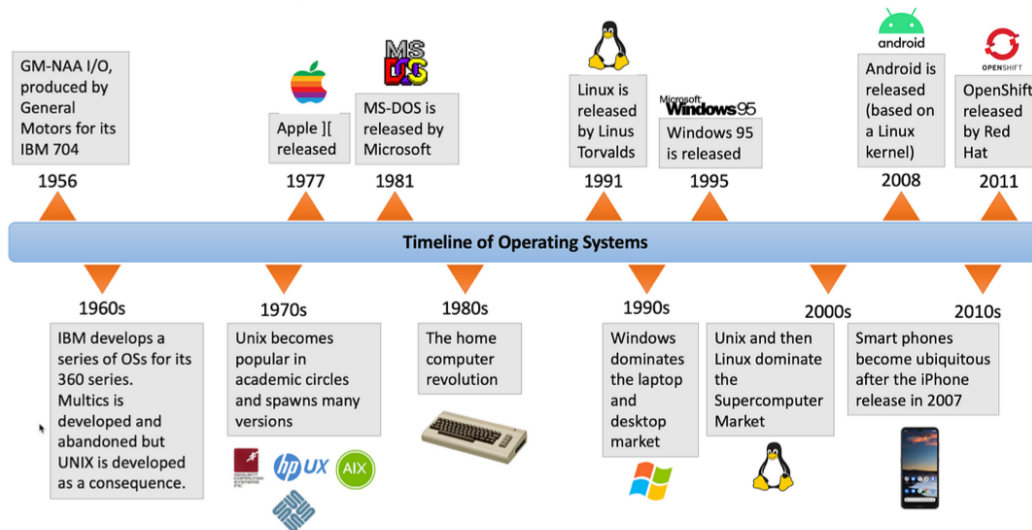 GM-NAA I/O,
produced by
General
Motors for its
IBM 704
1956
Apple ][
released
1977
MS DOS
MS-DOS is
released by
Microsoft
1981
Linux is
released
by Linus
Torvalds
1991
Microsoft
Windows 95
Windows 95
is released
1995
android
Android is
released
(based on
a Linux
kernel)
2008
OPENSHIFT
OpenShift
released
by Red
Hat
2011
Timeline of Operating Systems
1960s
IBM develops a
series of OSs for its
360 series.
Multics is
developed and
abandoned but
UNIX is developed
as a consequence.
1970s
Unix becomes
popular in
academic circles
and spawns many
versions
hp UX
AIX
1980s
The home
computer
revolution
1990s
Windows
dominates
the laptop
and
desktop
market
2000s
Unix and then
Linux dominate
the
Supercomputer
Market
2010s
Smart phones
become ubiquitous
after the iPhone
release in 2007